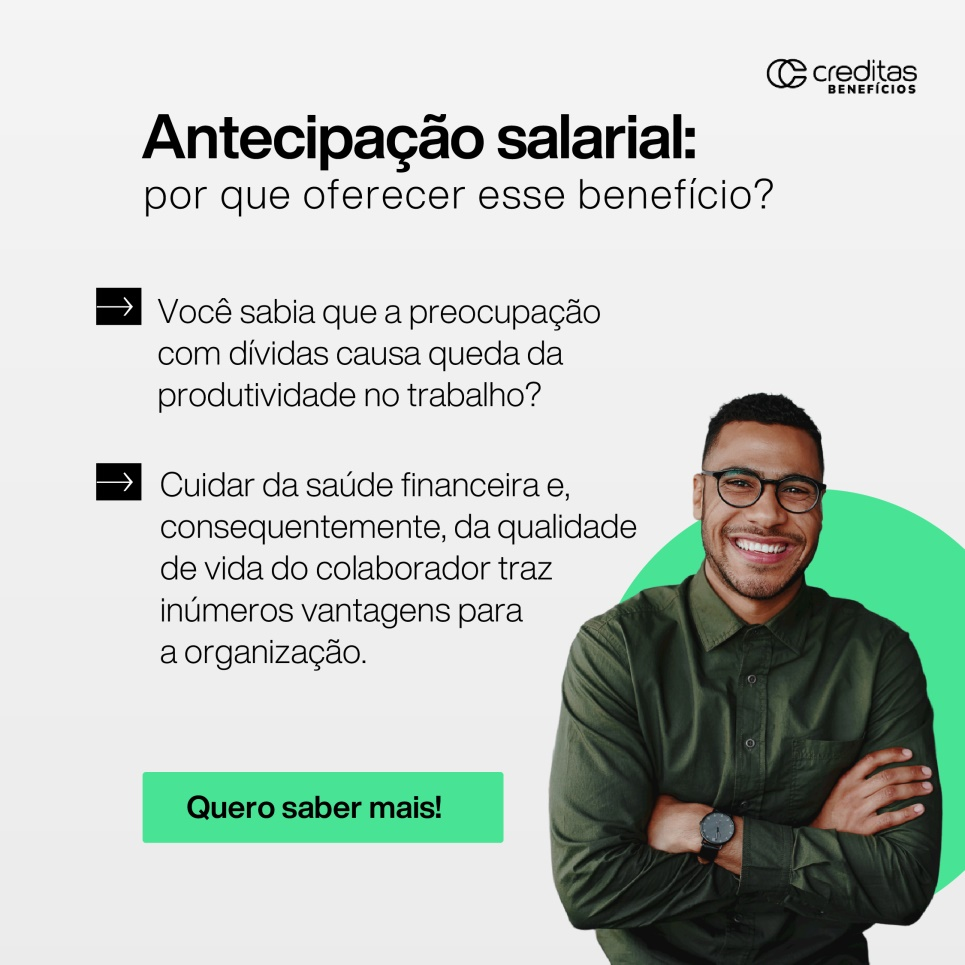 creditas
BENEFÍCIOS
Antecipação salarial:
por que oferecer esse benefício?
Você sabia que a preocupação
com dívidas causa queda da
produtividade no trabalho?
Cuidar da saúde financeira e,
consequentemente, da qualidade
de vida do colaborador traz
inúmeros vantagens para
a organização.
Quero saber mais!